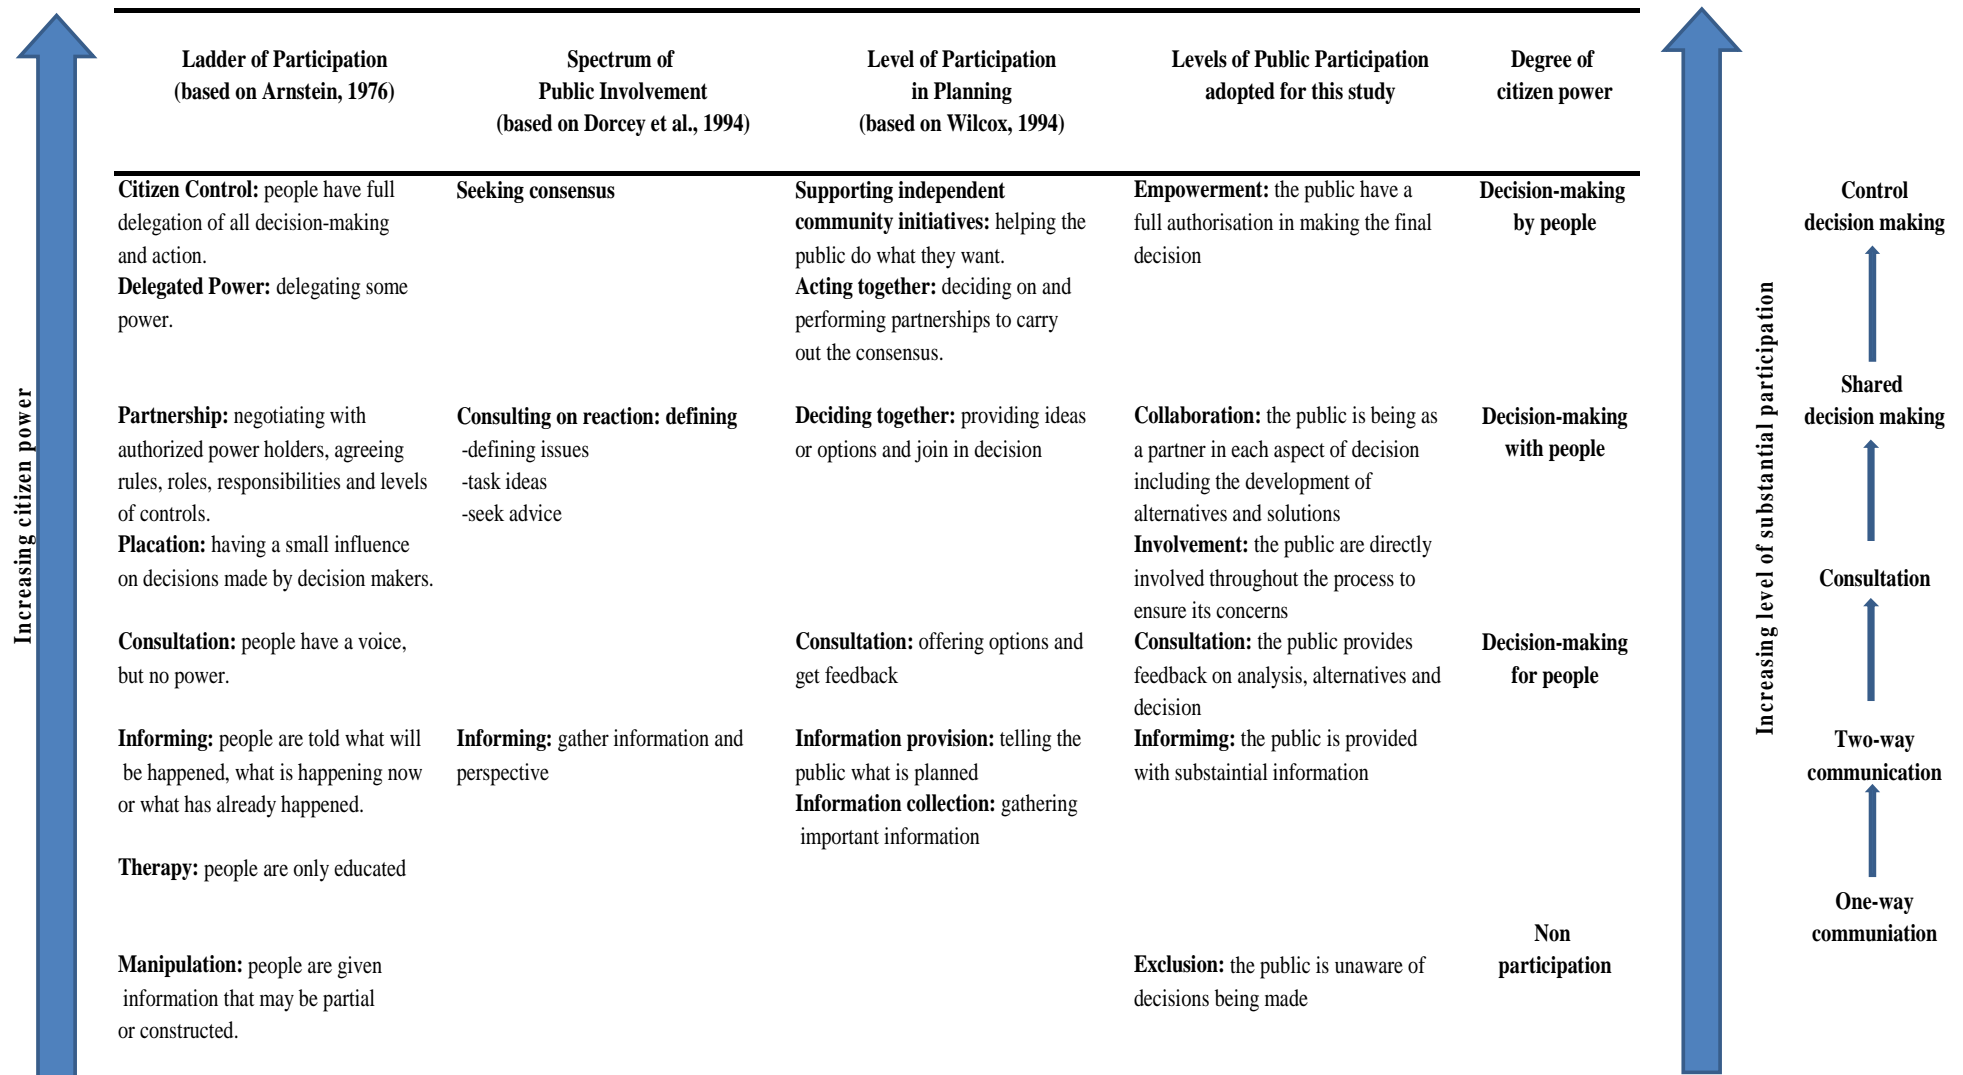 Increasing citizen power
Ladder of Participation
(based on Arnstein, 1976)
Spectrum of
Public Involvement
(based on Dorcey et al., 1994)
Level of Participation
in Planning
(based on Wilcox, 1994)
Levels of Public Participation
adopted for this study
Degree of
citizen power
Citizen Control: people have full
delegation of all decision-making
and action.
Delegated Power: delegating some
power.
Seeking consensus
Supporting independent
community initiatives: helping the
public do what they want.
Acting together: deciding on and
performing partnerships to carry
out the consensus.
Empowerment: the public have a
full authorisation in making the final
decision
Decision-making
by people
Partnership: negotiating with
authorized power holders, agreeing
rules, roles, responsibilities and levels
of controls.
Placation: having a small influence
on decisions made by decision makers.
Consulting on reaction: defining
-defining issues
-task ideas
-seek advice
Deciding together: providing ideas
or options and join in decision
Collaboration: the public is being as
a partner in each aspect of decision
including the development of
alternatives and solutions
Involvement: the public are directly
involved throughout the process to
ensure its concerns
Decision-making
with people
Consultation: people have a voice,
but no power.
Consultation: offering options and
get feedback
Consultation: the public provides
feedback on analysis, alternatives and
decision
Decision-making
for people
Informing: people are told what will
be happened, what is happening now
or what has already happened.
Informing: gather information and
perspective
Information provision: telling the
public what is planned
Information collection: gathering
important information
Informimg: the public is provided
with substaintial information
Therapy: people are only educated
Manipulation: people are given
information that may be partial
or constructed.
Exclusion: the public is unaware of
decisions being made
Non
participation
Increasing level of substantial participation
Control
decision making
Shared
decision making
Consultation
Two-way
communication
One-way
communiation